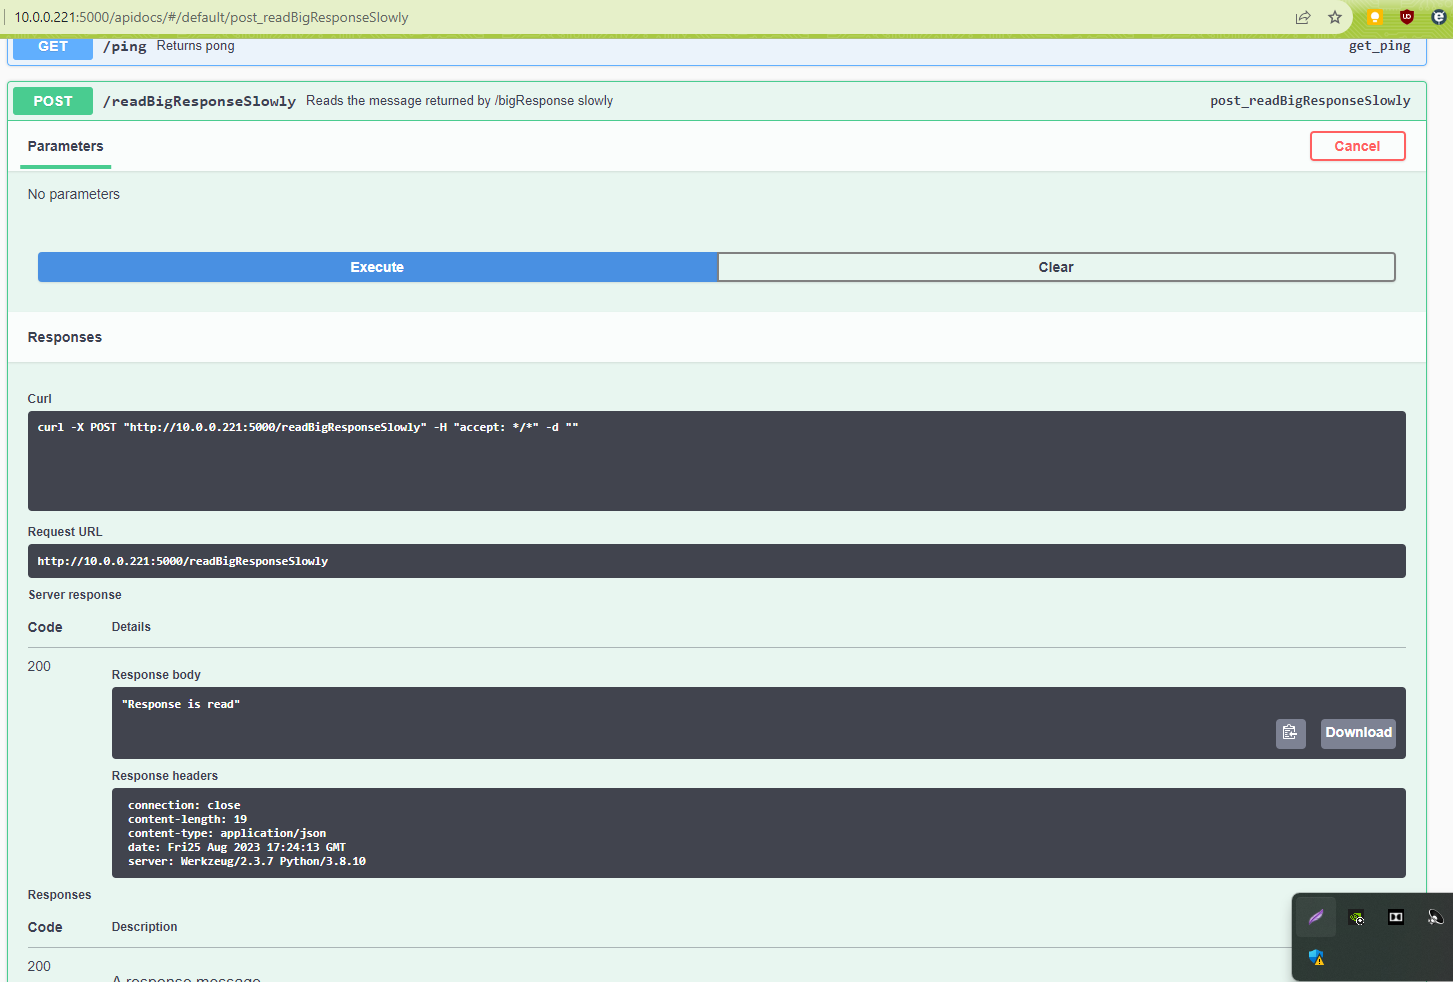 10.0.0.221:5000/apidocs/#/default/post_readBigResponseSlowly
GET /ping Returns pong get_ping
POST /readBigResponseSlowly Reads the message returned by /bigResponse slowly post_readBigResponseSlowly
Parameters Cancel
No parameters
Execute Clear
Responses
Curl
curl -X POST "http://10.0.0.221:5000/readBigResponseSlowly" -H "accept: */*" -d ""
Request URL
http://10.0.0.221:5000/readBigResponseSlowly
Server response
Code Details
200
Response body
"Response is read"
Download
Response headers
connection: close
content-length: 19
content-type: application/json
date: Fri25 Aug 2023 17:24:13 GMT
server: Werkzeug/2.3.7 Python/3.8.10
Responses
Code Description
200
A response message